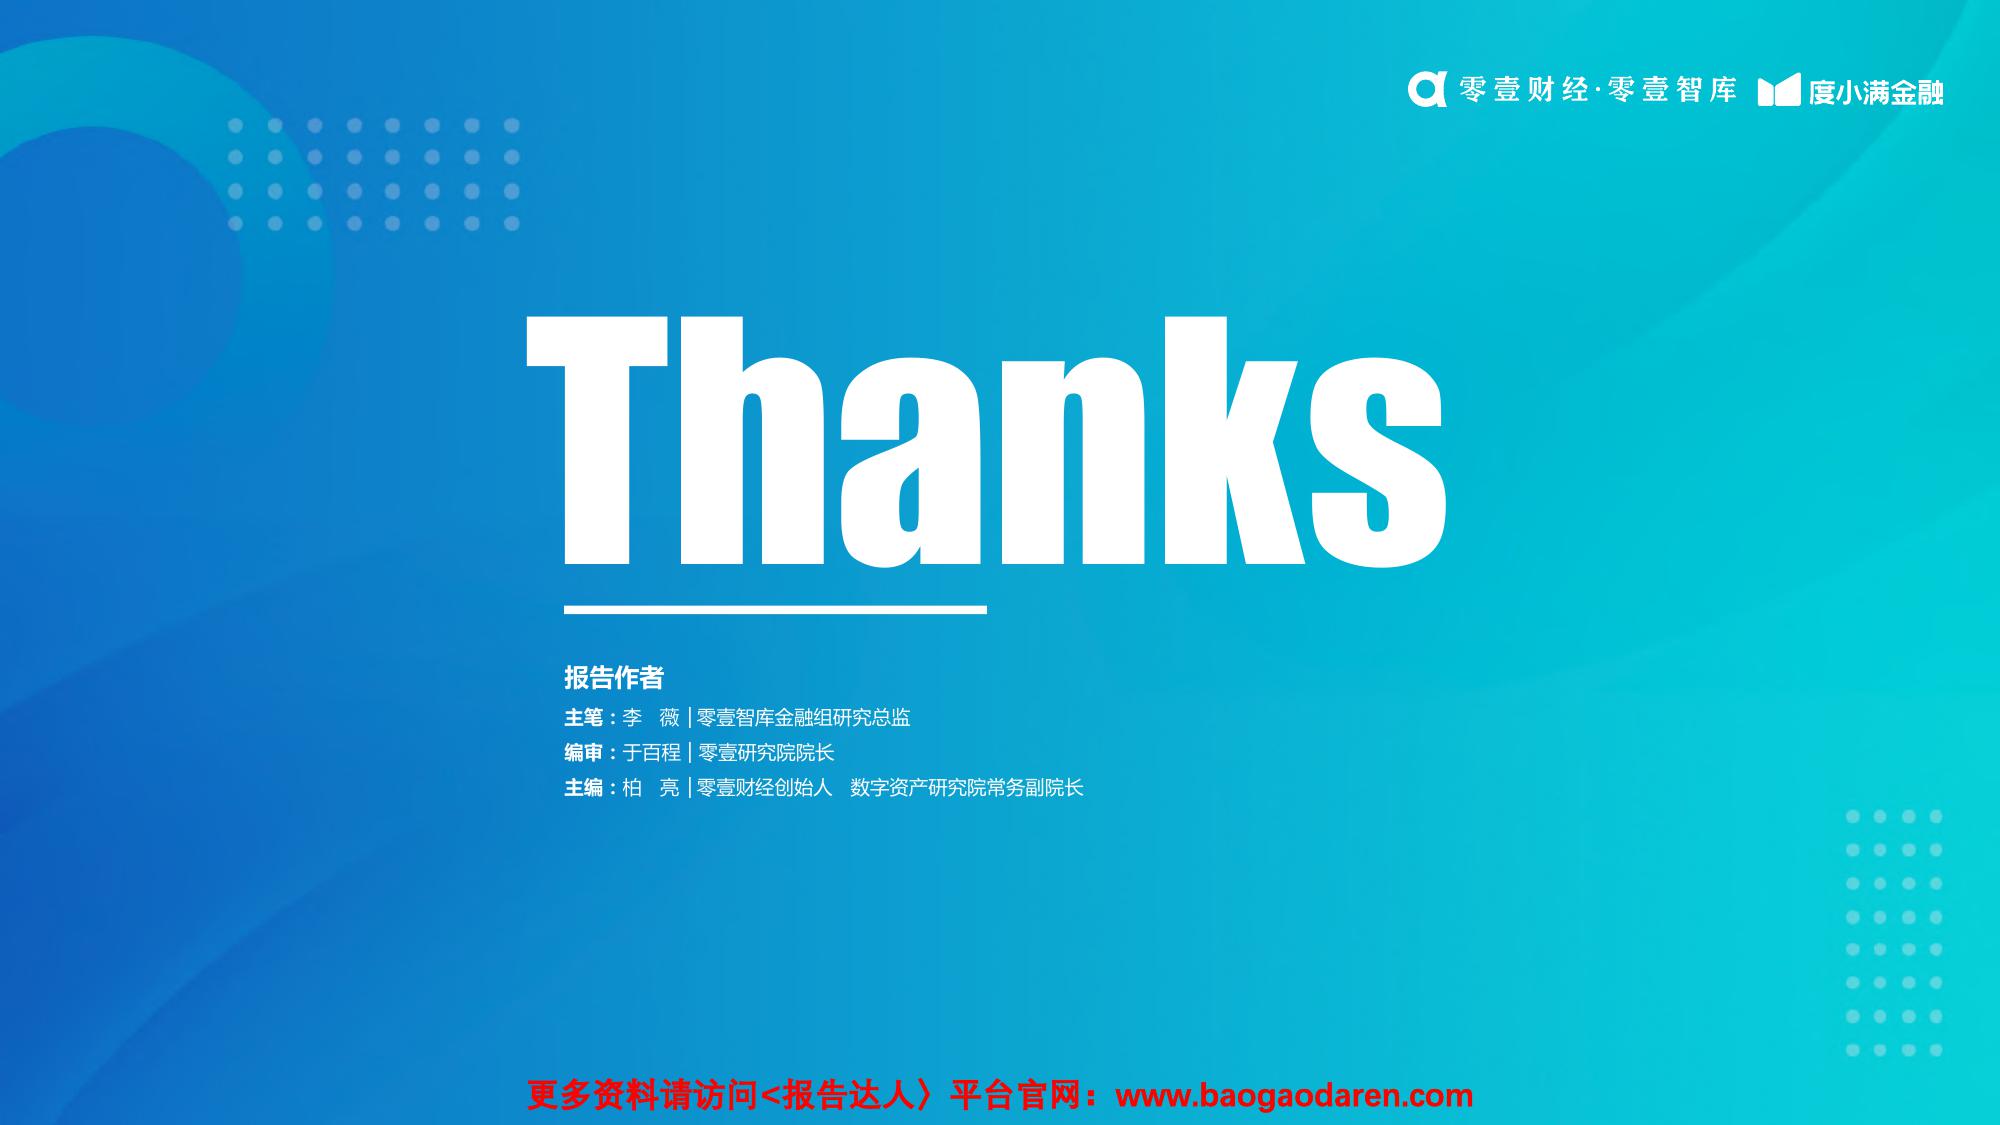 零壹财经·零壹智库 度小满金融
Thanks
报告作者
主笔：李 薇 | 零壹智库金融组研究总监
编审：于百程 | 零壹研究院院长
主编：柏 亮 | 零壹财经创始人 数字资产研究院常务副院长
更多资料请访问<报告达人〉平台官网：www.baogaodaren.com